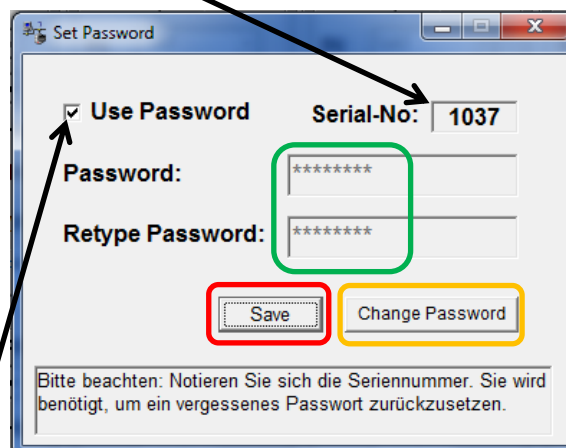 Set Password
Use Password Serial-No: 1037
Password: ********
Retype Password: ********
Save Change Password
Bitte beachten: Notieren Sie sich die Seriennummer. Sie wird
benötigt, um ein vergessenes Passwort zurückzusetzen.